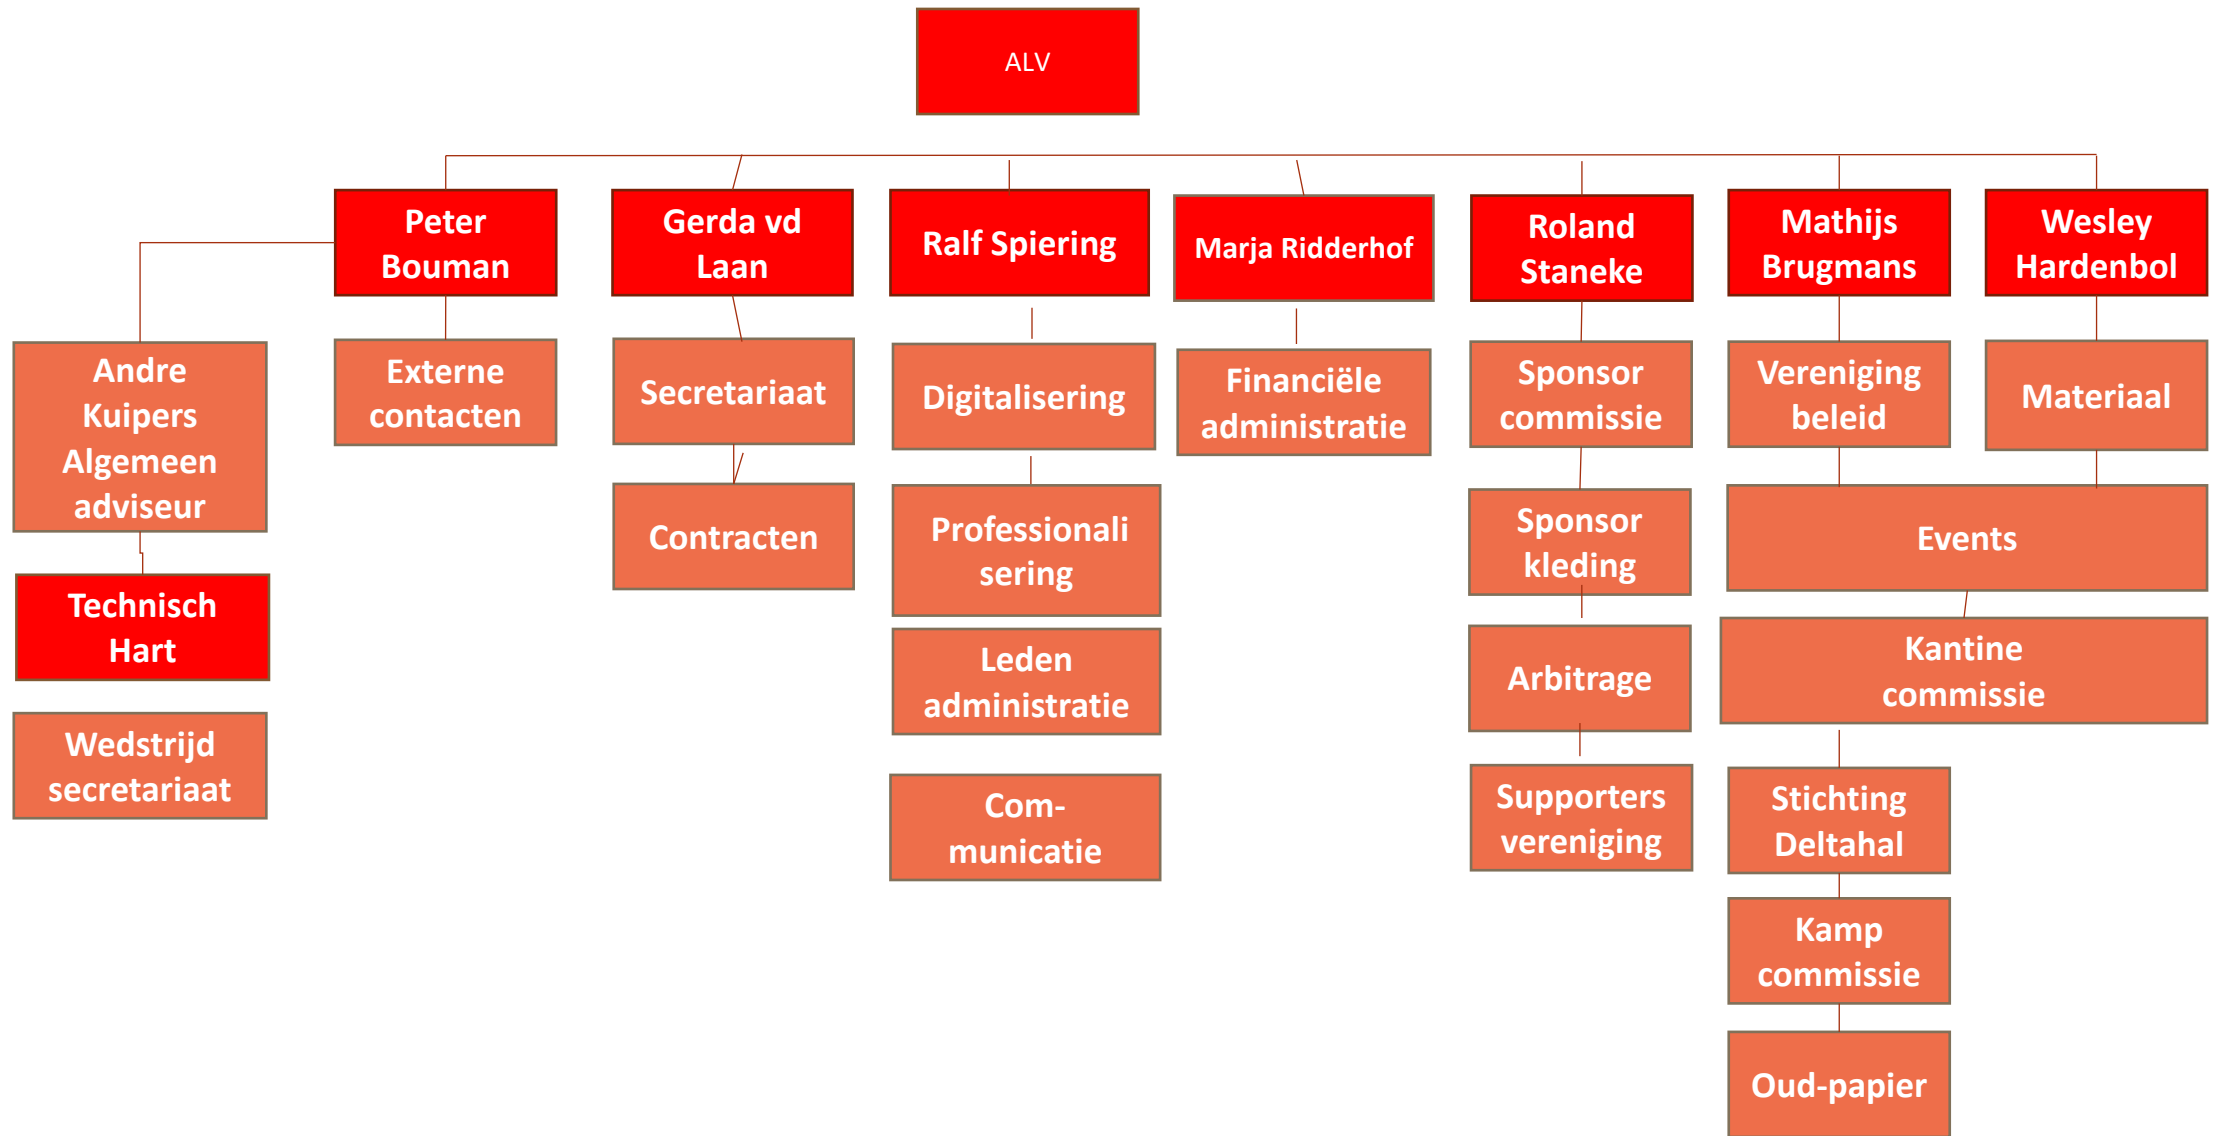 ALV
Peter
Bouman
Gerda vd
Laan
Ralf Spiering
Marja Ridderhof
Roland
Staneke
Mathijs
Brugmans
Wesley
Hardenbol
Andre
Kuipers
Algemeen
adviseur
Externe
contacten
Secretariaat
Digitalisering
Financiële
administratie
Sponsor
commissie
Vereniging
beleid
Materiaal
Contracten
Professionali
sering
Sponsor
kleding
Events
Technisch
Hart
Leden
administratie
Arbitrage
Kantine
commissie
Wedstrijd
secretariaat
Com-
municatie
Supporters
vereniging
Stichting
Deltahal
Kamp
commissie
Oud-papier